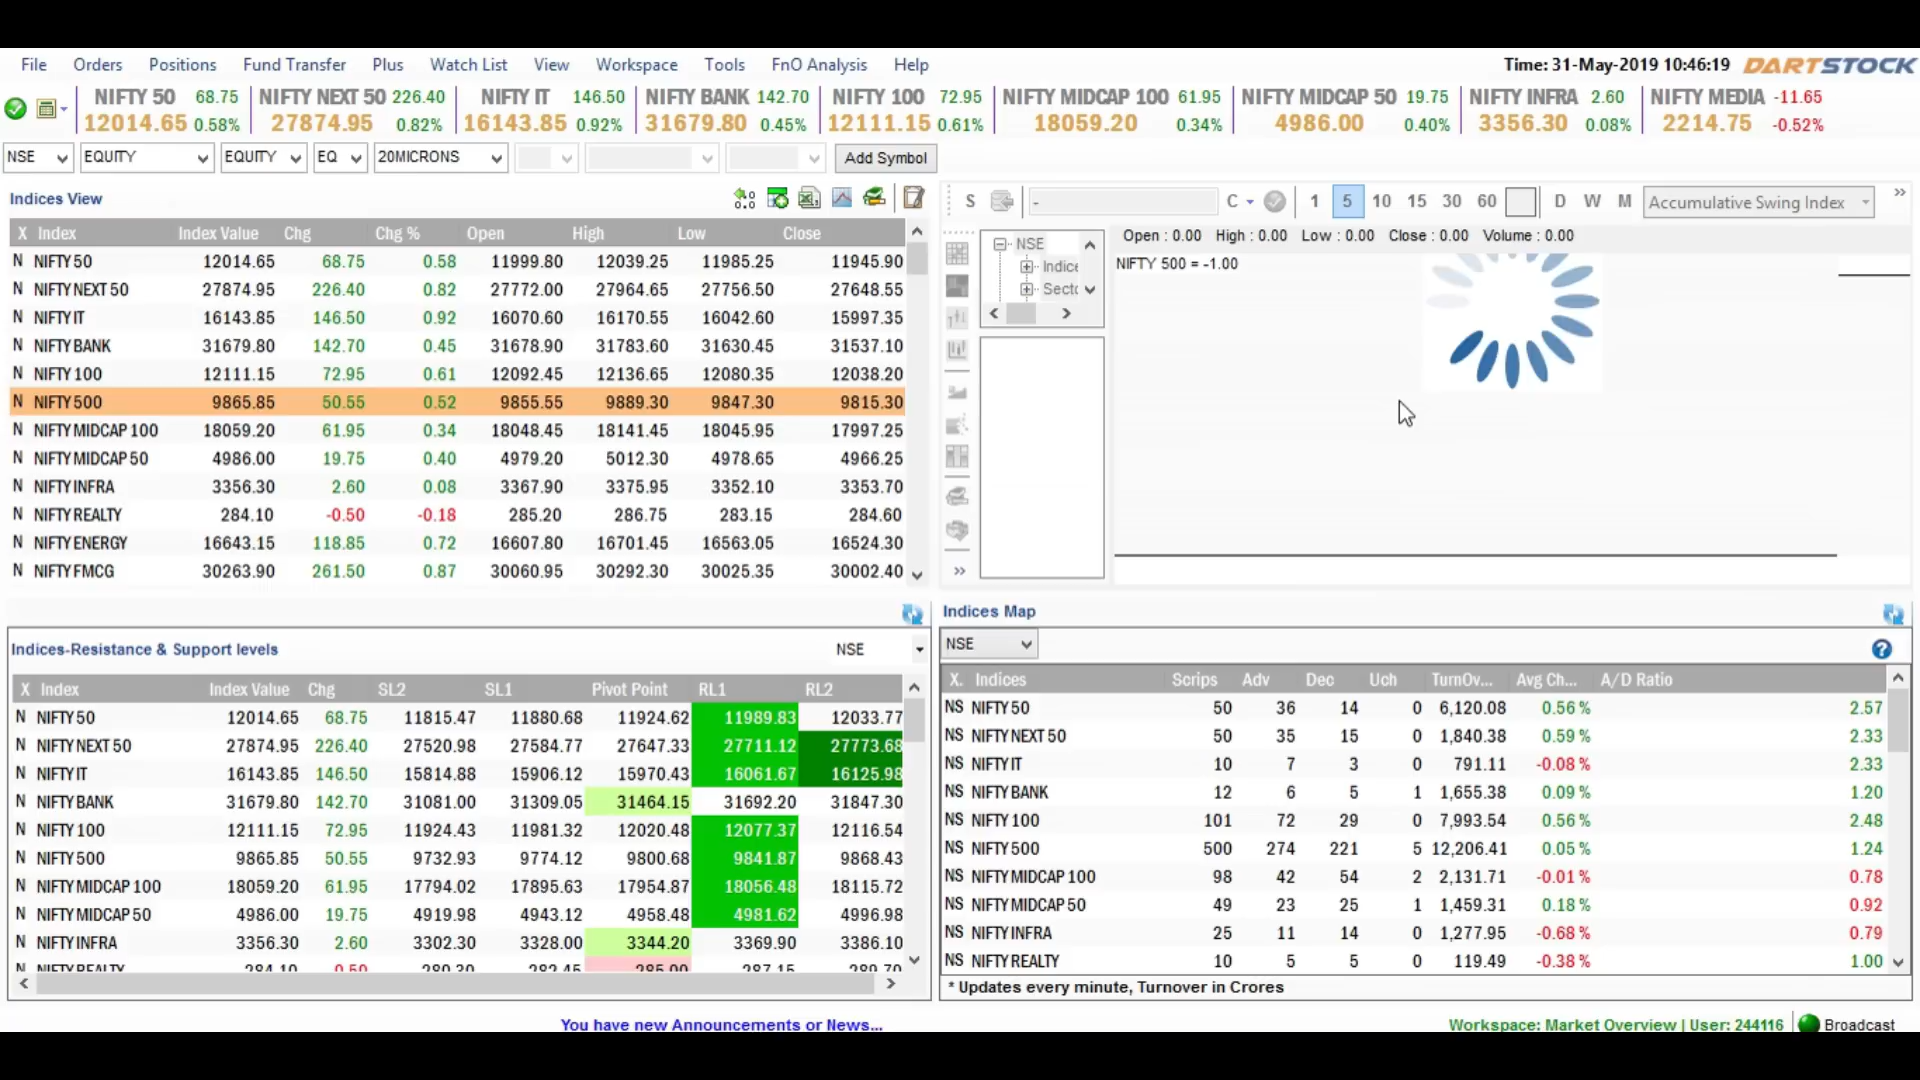 File Orders Positions Fund Transfer Plus Watch List View Workspace Tools FnO Analysis Help Time: 31-May-2019 10:46:19 DARTSTOCK
NIFTY 50 68.75 NIFTY NEXT 50 226.40 NIFTY IT 146.50 NIFTY BANK 142.70 NIFTY 100 72.95 NIFTY MIDCAP 100 61.95 NIFTY MIDCAP 50 19.75 NIFTY INFRA 2.60 NIFTY MEDIA -11.65
12014.65 0.58% 27874.95 0.82% 16143.85 0.92% 31679.80 0.45% 12111.15 0.61% 18059.20 0.34% 4986.00 0.40% 3356.30 0.08% 2214.75 -0.52%
NSE EQUITY EQUITY EQ 20MICRONS Add Symbol
Indices View
X Index Index Value Chg Chg % Open High Low Close
N NIFTY 50 12014.65 68.75 0.58 11999.80 12039.25 11985.25 11945.90
N NIFTY NEXT 50 27874.95 226.40 0.82 27772.00 27964.65 27756.50 27648.55
N NIFTY IT 16143.85 146.50 0.92 16070.60 16170.55 16042.60 15997.35
N NIFTY BANK 31679.80 142.70 0.45 31678.90 31783.60 31630.45 31537.10
N NIFTY 100 12111.15 72.95 0.61 12092.45 12136.65 12080.35 12038.20
N NIFTY 500 9865.85 50.55 0.52 9855.55 9889.30 9847.30 9815.30
N NIFTY MIDCAP 100 18059.20 61.95 0.34 18048.45 18141.45 18045.95 17997.25
N NIFTY MIDCAP 50 4986.00 19.75 0.40 4979.20 5012.30 4978.65 4966.25
N NIFTY INFRA 3356.30 2.60 0.08 3367.90 3375.95 3352.10 3353.70
N NIFTY REALTY 284.10 -0.50 -0.18 285.20 286.75 283.15 284.60
N NIFTY ENERGY 16643.15 118.85 0.72 16607.80 16701.45 16563.05 16524.30
N NIFTY FMCG 30263.90 261.50 0.87 30060.95 30292.30 30025.35 30002.40
S - C 1 5 10 15 30 60 D W M Accumulative Swing Index
NSE
Indice
Secto
Open : 0.00 High : 0.00 Low : 0.00 Close : 0.00 Volume : 0.00
NIFTY 500 = -1.00
Indices-Resistance & Support levels NSE
X Index Index Value Chg SL2 SL1 Pivot Point RL1 RL2
N NIFTY 50 12014.65 68.75 11815.47 11880.68 11924.62 11989.83 12033.77
N NIFTY NEXT 50 27874.95 226.40 27520.98 27584.77 27647.33 27711.12 27773.68
N NIFTY IT 16143.85 146.50 15814.88 15906.12 15970.43 16061.67 16125.98
N NIFTY BANK 31679.80 142.70 31081.00 31309.05 31464.15 31692.20 31847.30
N NIFTY 100 12111.15 72.95 11924.43 11981.32 12020.48 12077.37 12116.54
N NIFTY 500 9865.85 50.55 9732.93 9774.12 9800.68 9841.87 9868.43
N NIFTY MIDCAP 100 18059.20 61.95 17794.02 17895.63 17954.87 18056.48 18115.72
N NIFTY MIDCAP 50 4986.00 19.75 4919.98 4943.12 4958.48 4981.62 4996.98
N NIFTY INFRA 3356.30 2.60 3302.30 3328.00 3344.20 3369.90 3386.10
N NIFTY REALTY 284.10 -0.50 280.30 282.45 285.00 287.15 289.70
Indices Map
NSE
X. Indices Scrips Adv Dec Uch TurnOv... Avg Ch... A/D Ratio
NS NIFTY 50 50 36 14 0 6,120.08 0.56 % 2.57
NS NIFTY NEXT 50 50 35 15 0 1,840.38 0.59 % 2.33
NS NIFTY IT 10 7 3 0 791.11 -0.08 % 2.33
NS NIFTY BANK 12 6 5 1 1,655.38 0.09 % 1.20
NS NIFTY 100 101 72 29 0 7,993.54 0.56 % 2.48
NS NIFTY 500 500 274 221 5 12,206.41 0.05 % 1.24
NS NIFTY MIDCAP 100 98 42 54 2 2,131.71 -0.01 % 0.78
NS NIFTY MIDCAP 50 49 23 25 1 1,459.31 0.18 % 0.92
NS NIFTY INFRA 25 11 14 0 1,277.95 -0.68 % 0.79
NS NIFTY REALTY 10 5 5 0 119.49 -0.38 % 1.00
* Updates every minute, Turnover in Crores
You have new Announcements or News... Workspace: Market Overview | User: 244116 Broadcast